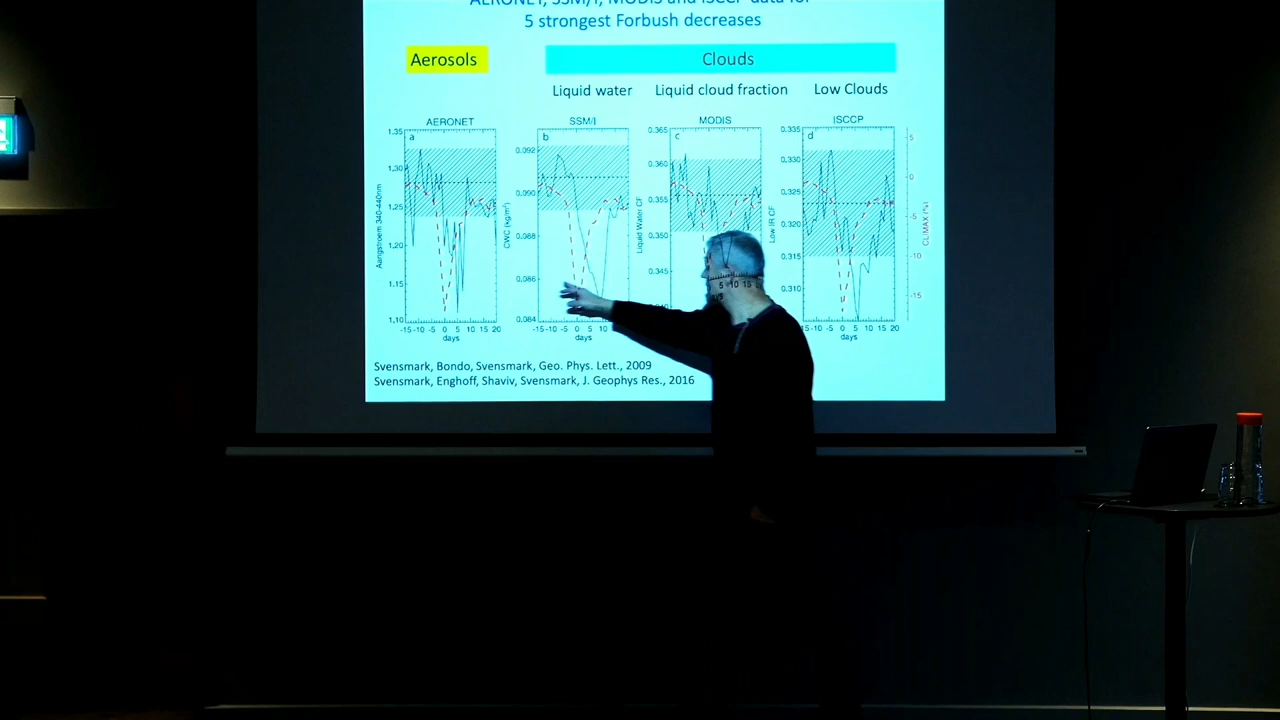 AERONET, SSM/I, MODIS and ISCCP data for
5 strongest Forbush decreases
Aerosols
Clouds
Liquid water
Liquid cloud fraction
Low Clouds
AERONET
SSM/I
MODIS
ISCCP
a
b
c
d
Aangstroem 340-440nm
1.35
1.30
1.25
1.20
1.15
1.10
-15 -10 -5 0 5 10 15 20
days
CWC (kg/m²)
0.092
0.090
0.088
0.086
0.084
-15 -10 -5 0 5 10
days
Liquid Water CF
0.365
0.360
0.355
0.350
0.345
5 10 15
Low IR CF
0.335
0.330
0.325
0.320
0.315
0.310
-10 -5 0 5 10 15 20
days
5
0
-5
-10
-15
CLIMAX (%)
Svensmark, Bondo, Svensmark, Geo. Phys. Lett., 2009
Svensmark, Enghoff, Shaviv, Svensmark, J. Geophys Res., 2016